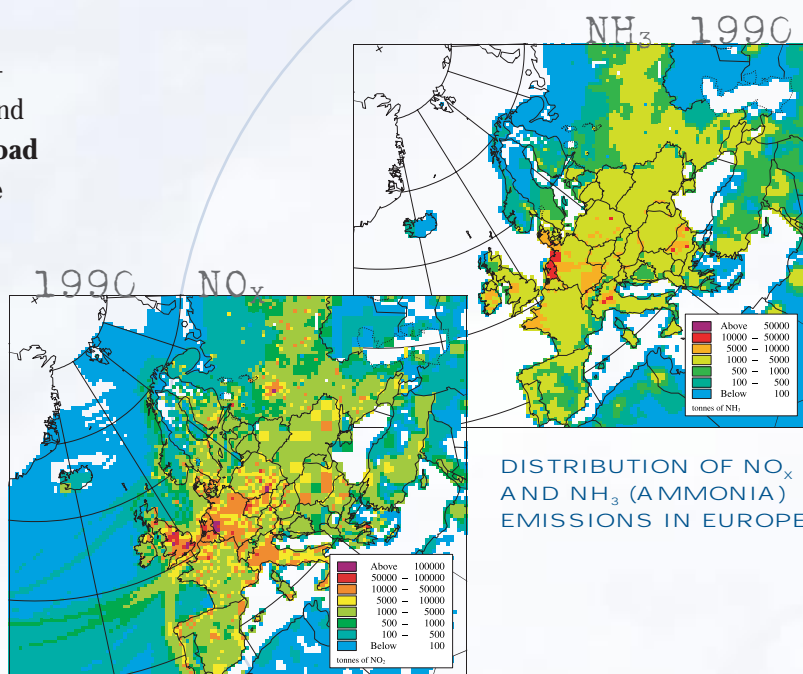 nd
oad
e
NH₃ 1990
1990 NOₓ
Above 50000
10000 – 50000
5000 – 10000
1000 – 5000
500 – 1000
100 – 500
Below 100
tonnes of NH₃
DISTRIBUTION OF NOₓ
AND NH₃ (AMMONIA)
EMISSIONS IN EUROPE
Above 100000
50000 – 100000
10000 – 50000
5000 – 10000
1000 – 5000
500 – 1000
100 – 500
Below 100
tonnes of NO₂